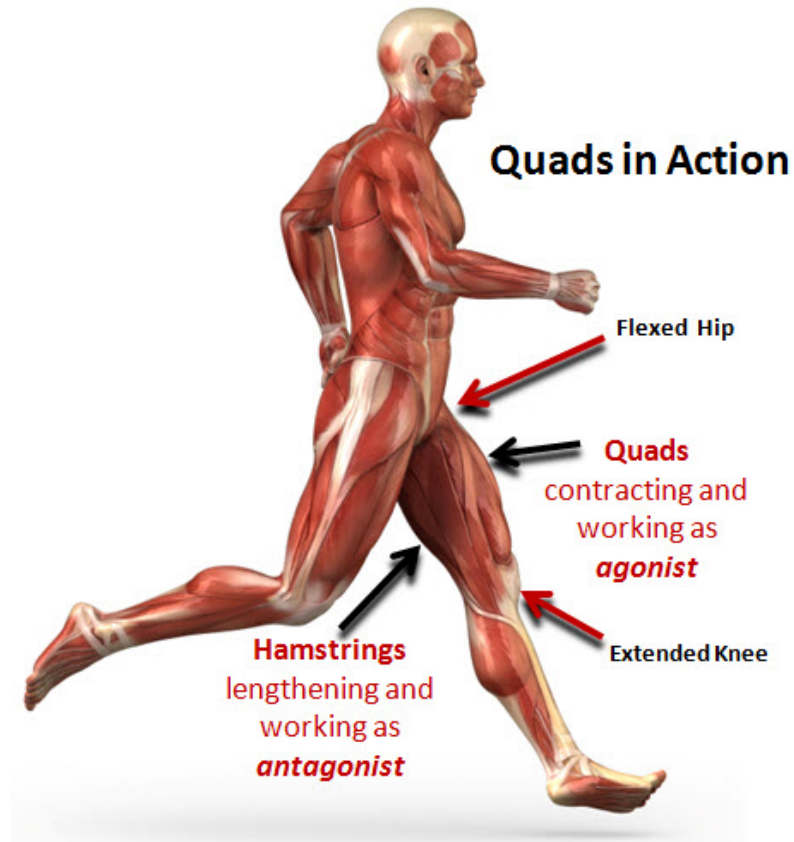 Quads in Action
Flexed Hip
Quads
contracting and
working as
agonist
Extended Knee
Hamstrings
lengthening and
working as
antagonist